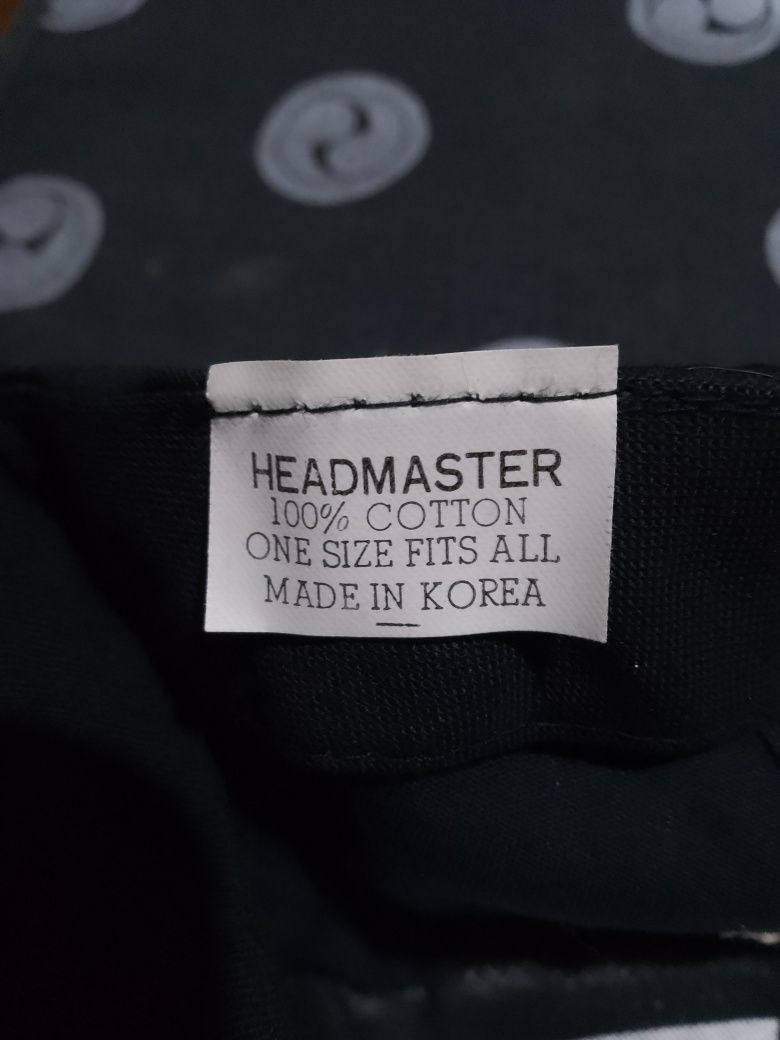 HEADMASTER
100% COTTON
ONE SIZE FITS ALL
MADE IN KOREA